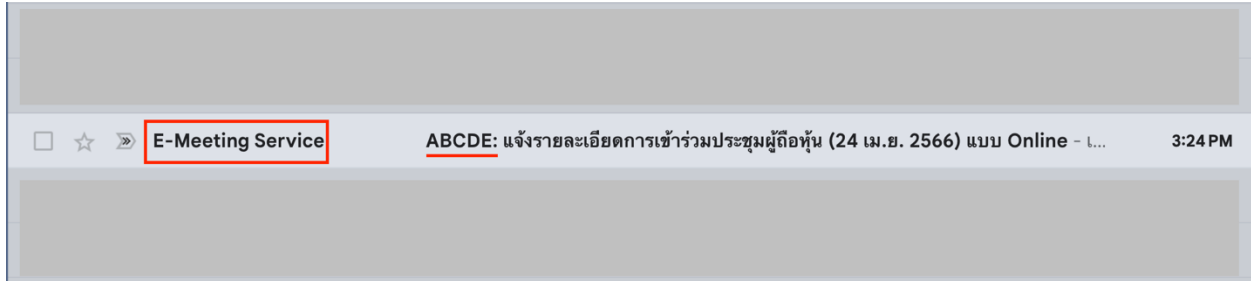 E-Meeting Service ABCDE: แจ้งรายละเอียดการเข้าร่วมประชุมผู้ถือหุ้น (24 เม.ย. 2566) แบบ Online - เ... 3:24 PM